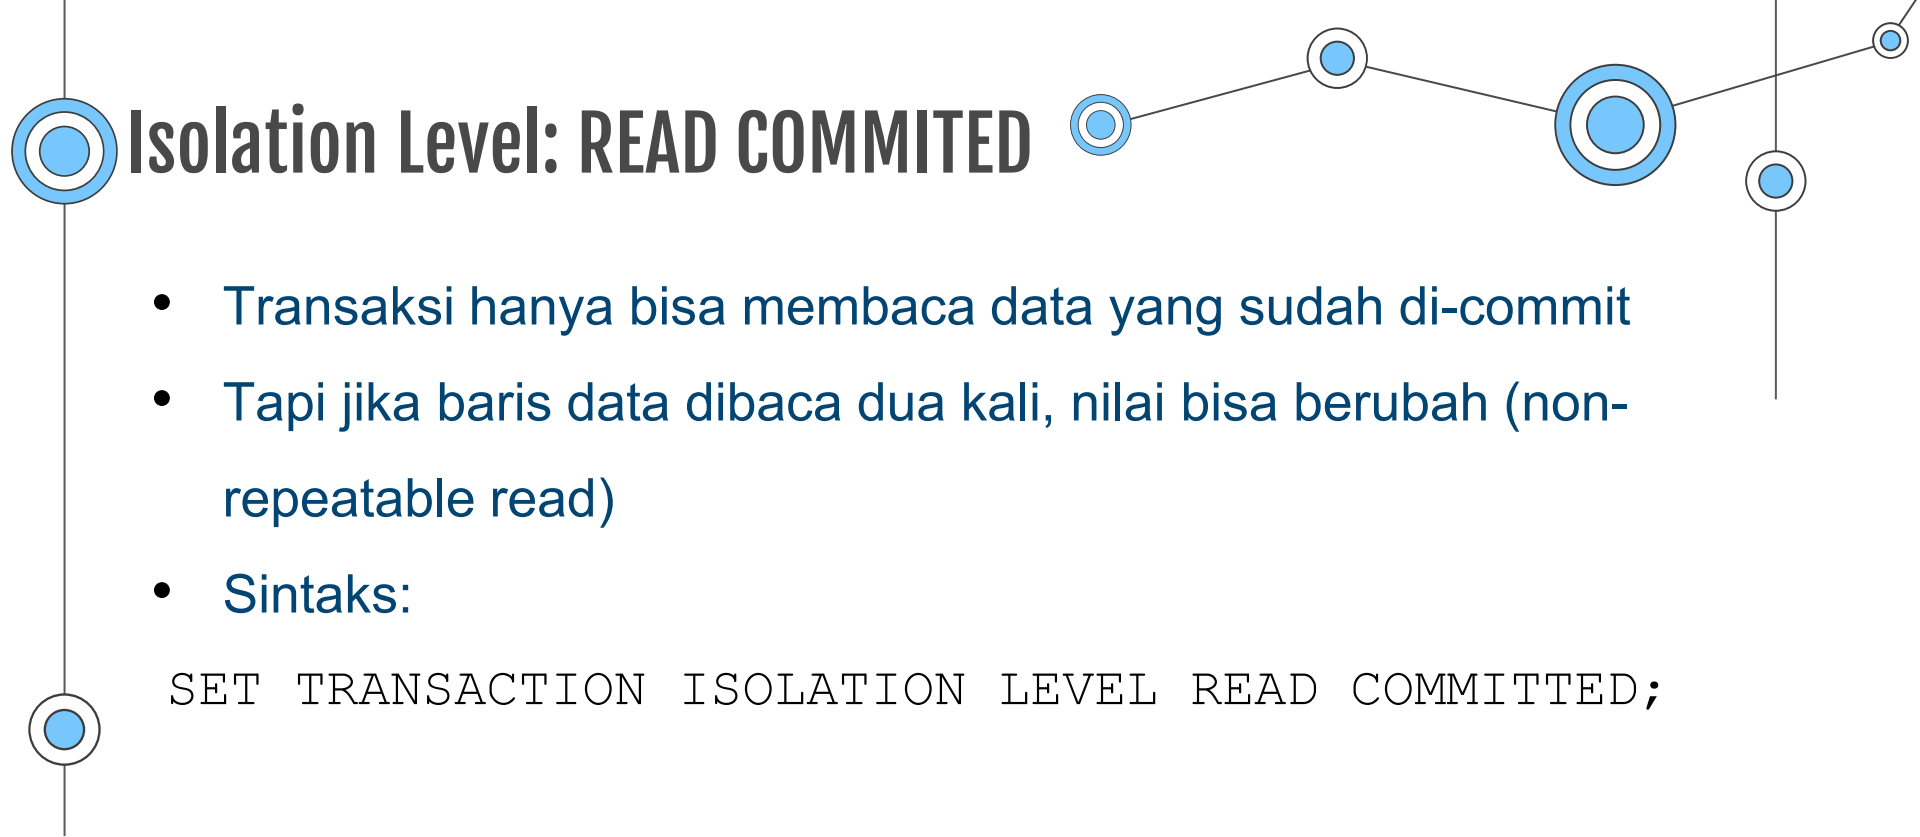 Isolation Level: READ COMMITED
• Transaksi hanya bisa membaca data yang sudah di-commit
• Tapi jika baris data dibaca dua kali, nilai bisa berubah (non-
repeatable read)
• Sintaks:
SET TRANSACTION ISOLATION LEVEL READ COMMITTED;